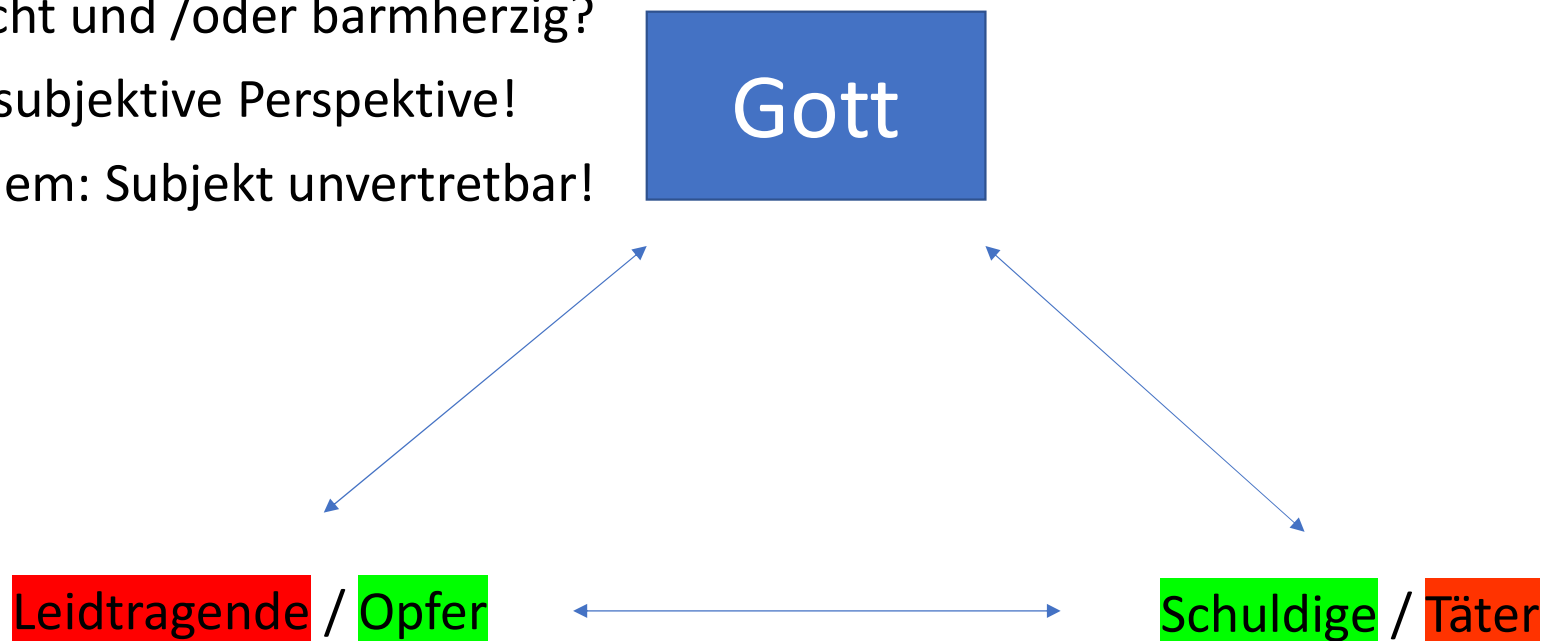 cht und /oder barmherzig?
subjektive Perspektive!
em: Subjekt unvertretbar!
Gott
Leidtragende / Opfer
Schuldige / Täter